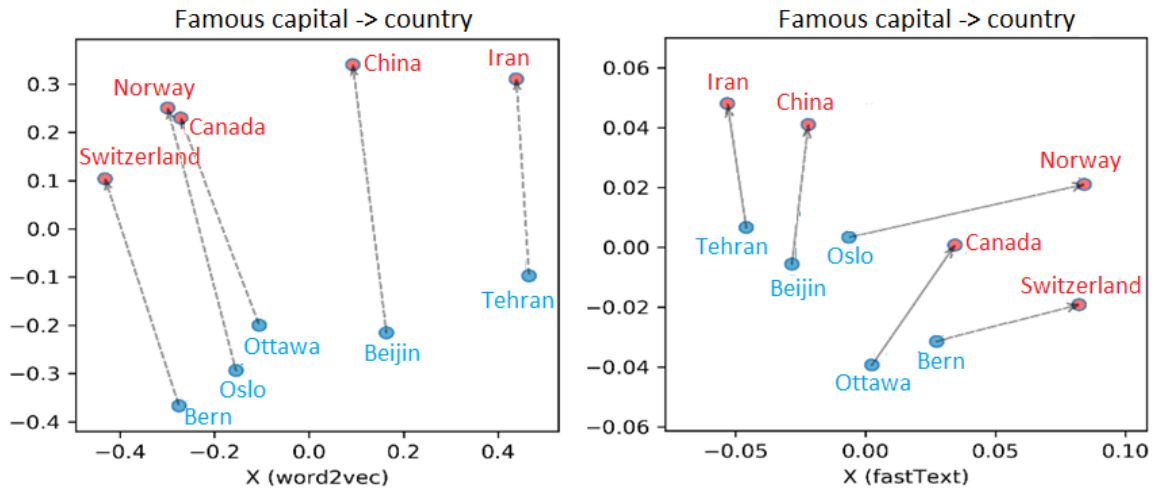 Famous capital -> country
0.3
0.2
0.1
0.0
−0.1
−0.2
−0.3
−0.4
Norway
Canada
Switzerland
China
Iran
Tehran
Ottawa
Beijin
Oslo
Bern
−0.4 −0.2 0.0 0.2 0.4
X (word2vec)
Famous capital -> country
0.06
0.04
0.02
0.00
−0.02
−0.04
−0.06
Iran
China
Norway
Tehran
Oslo
Canada
Beijin
Switzerland
Bern
Ottawa
−0.05 0.00 0.05 0.10
X (fastText)